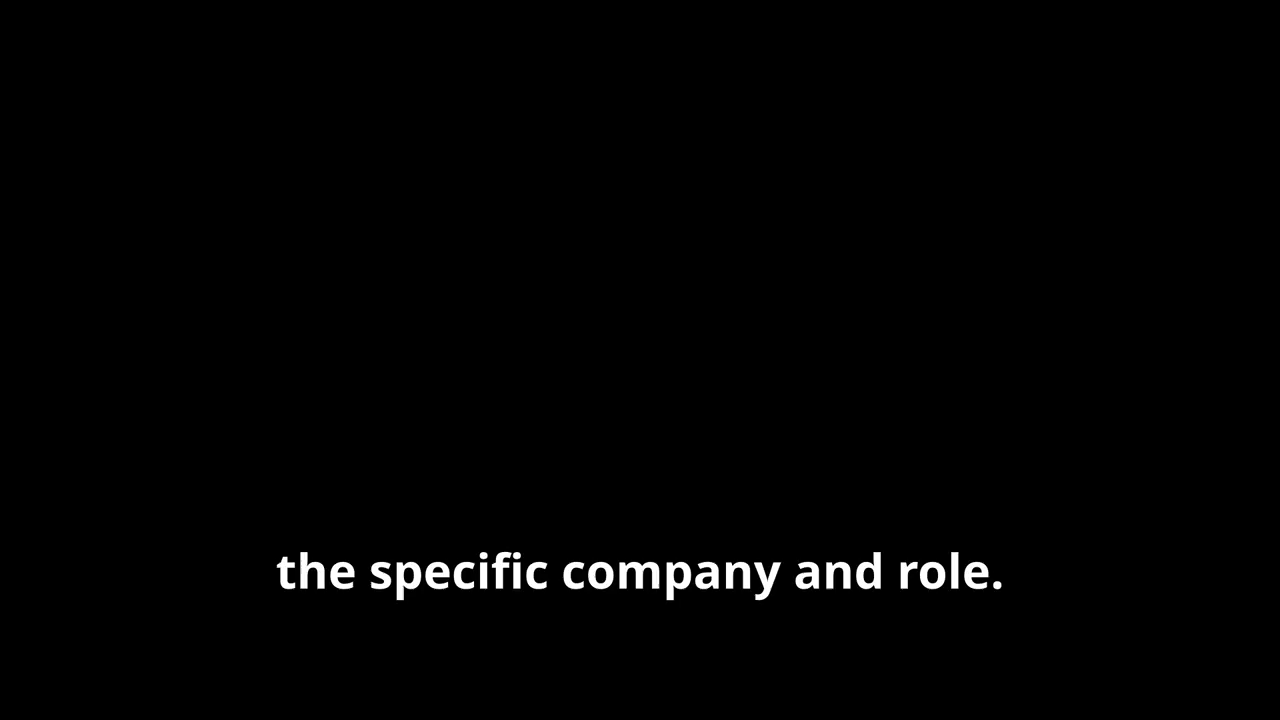 the specific company and role.